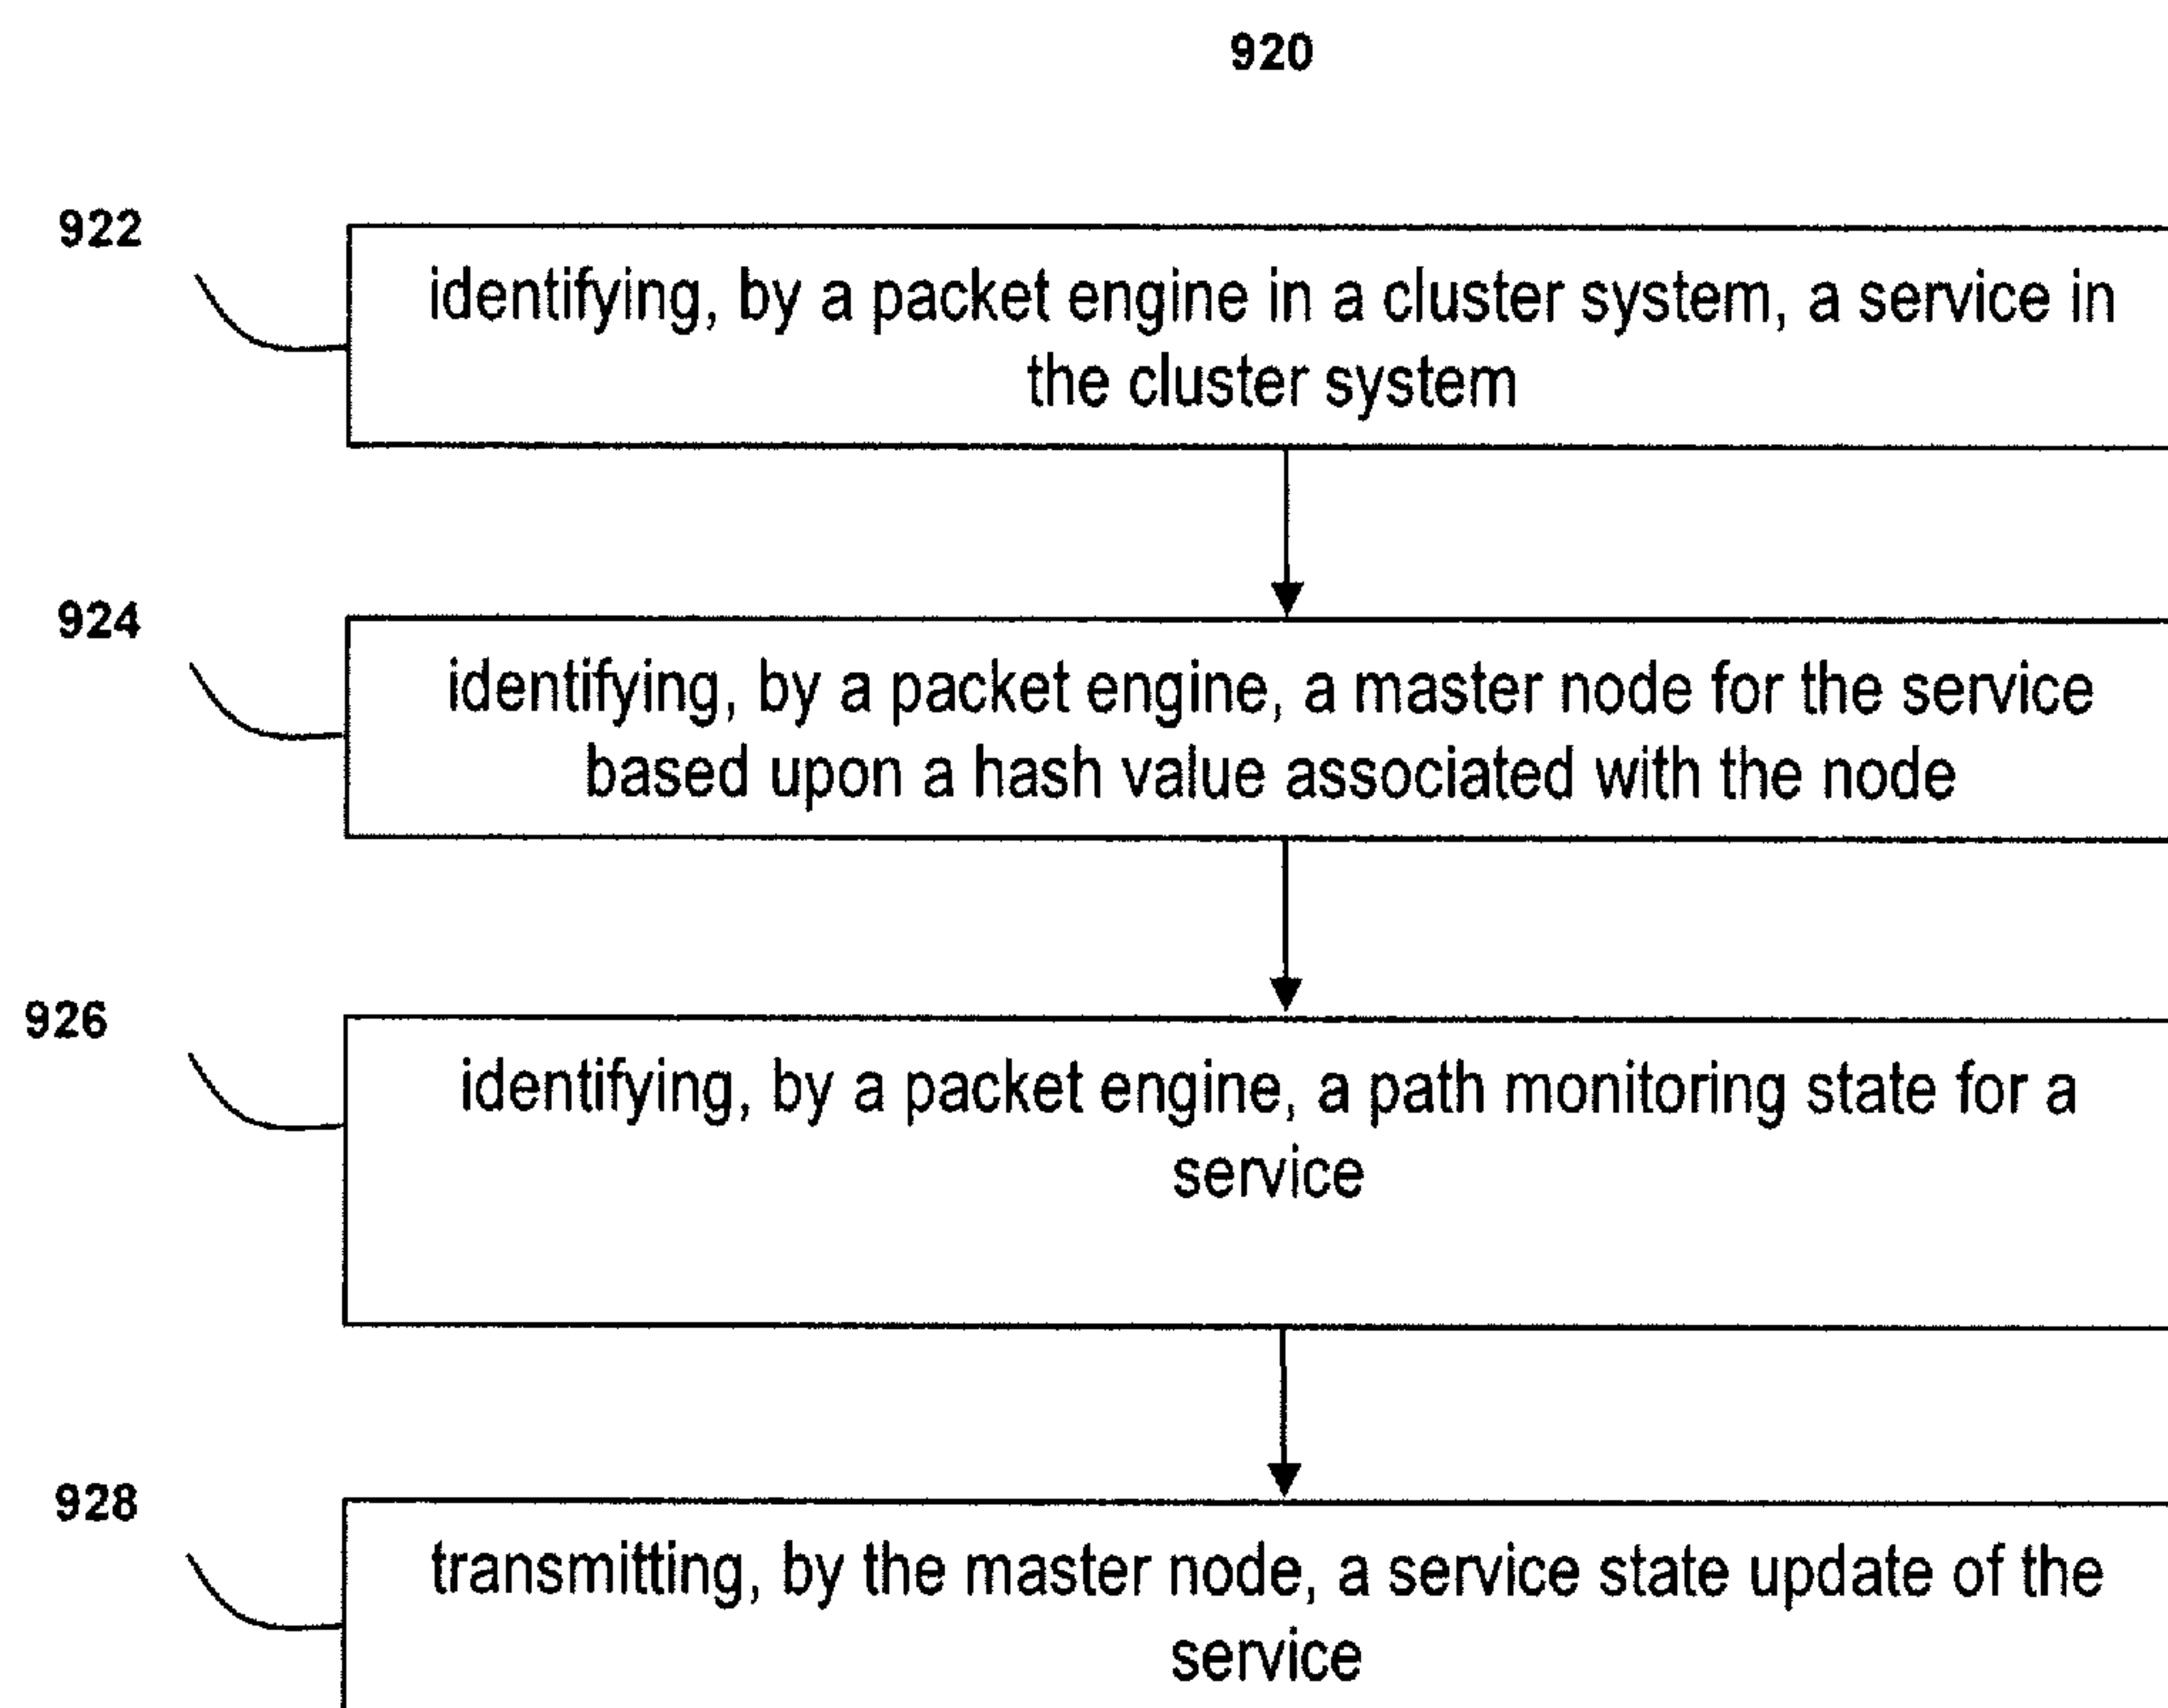 920
922
identifying, by a packet engine in a cluster system, a service in
the cluster system
924
identifying, by a packet engine, a master node for the service
based upon a hash value associated with the node
926
identifying, by a packet engine, a path monitoring state for a
service
928
transmitting, by the master node, a service state update of the
service